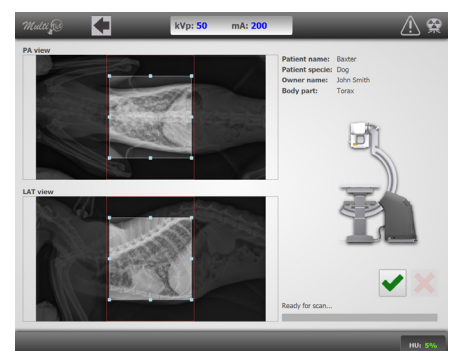 Multi
kVp: 50 mA: 200
PA view
Patient name: Baxter
Patient specie: Dog
Owner name: John Smith
Body part: Torax
LAT view
Ready for scan...
HU: 5%